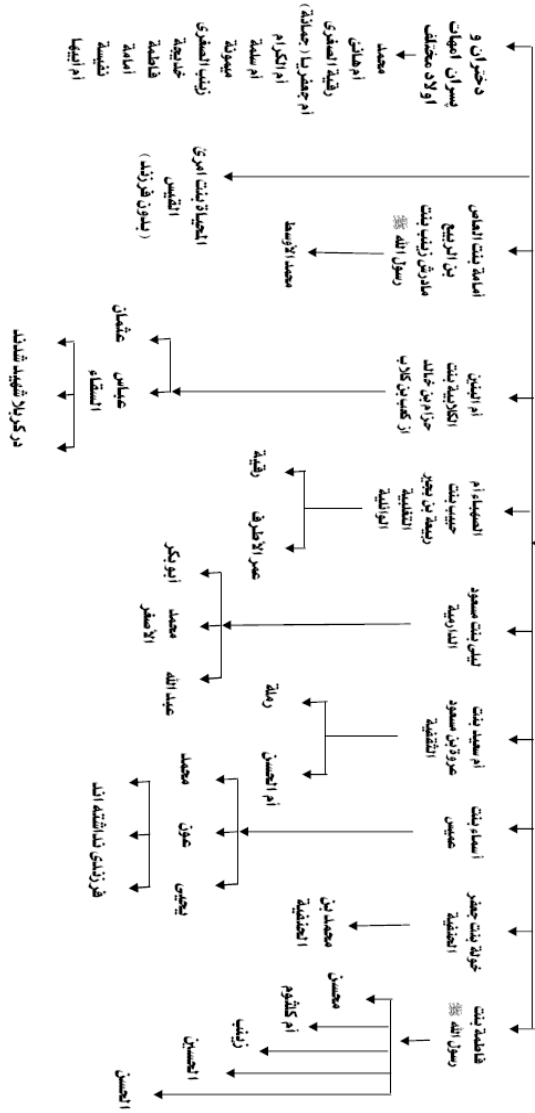 فاطمة بنت
رسول الله ﷺ
الحسن
الحسين
زينب
أم كلثوم
محسن
خولة بنت جعفر
الحنفية
محمد بن
الحنفية
أسماء بنت
عميس
يحيى
عون
محمد
فرزندی نداشته اند
أم سعيد بنت
عروة بن مسعود
الثقفية
أم الحسن
رملة
ليلى بنت مسعود
الدارمية
عبد الله
محمد
الأصغر
أبو بكر
الصهباء أم
حبيب بنت
ربيعة بن بجير
التغلبية
الوائلية
عمر الأطرف
رقية
أم البنين
الكلابية بنت
حزام بن خالد
از كعب بن كلاب
عباس
السقاء
عثمان
در كربلا شهيد شدند
أمامة بنت العاص
بن الربيع
مادرش زينب بنت
رسول الله ﷺ
محمد الأوسط
المحياة بنت امرئ
القيس
(بدون فرزند)
دختران و
پسران امهات
اولاد مختلف
محمد
أم هانئ
رقية الصغرى
أم جعفر يا (جمانة)
أم الكرام
أم سلمة
ميمونة
زينب الصغرى
خديجة
فاطمة
أمامة
نفيسة
أم أبيها